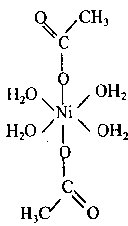 O CH₃
C
O
H₂O OH₂
Ni
H₂O OH₂
O
C
H₃C O